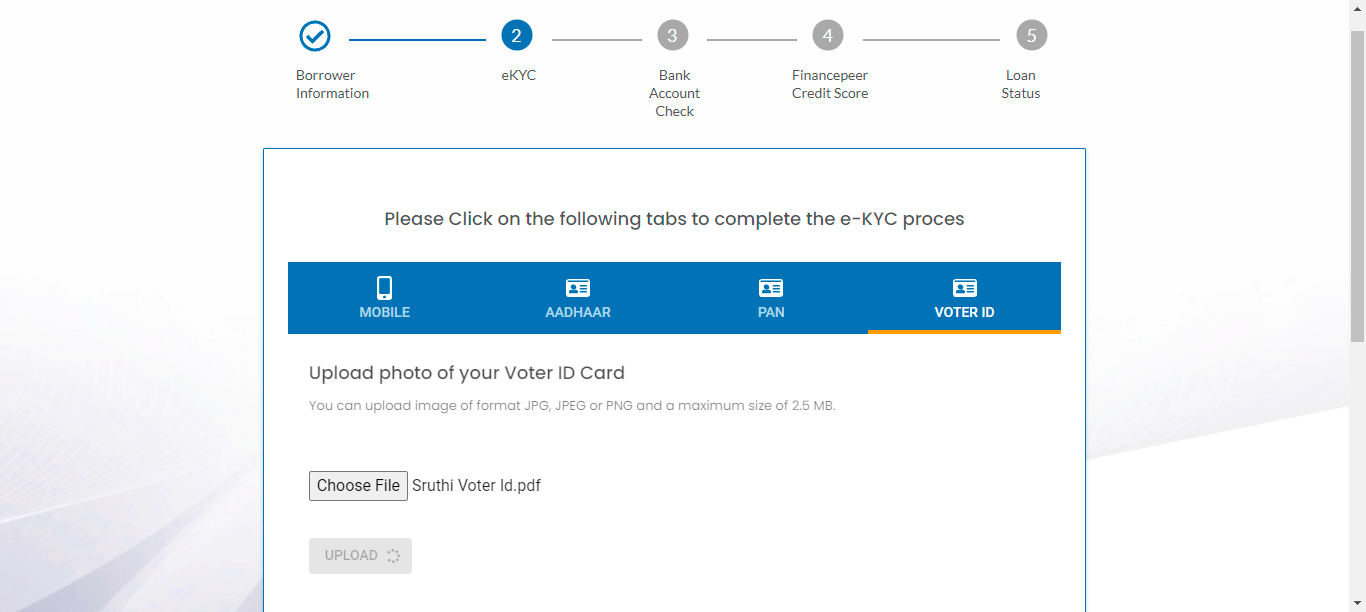 2
3
4
5
Borrower
Information
eKYC
Bank
Account
Check
Financepeer
Credit Score
Loan
Status
Please Click on the following tabs to complete the e-KYC proces
MOBILE
AADHAAR
PAN
VOTER ID
Upload photo of your Voter ID Card
You can upload image of format JPG, JPEG or PNG and a maximum size of 2.5 MB.
Choose File Sruthi Voter Id.pdf
UPLOAD